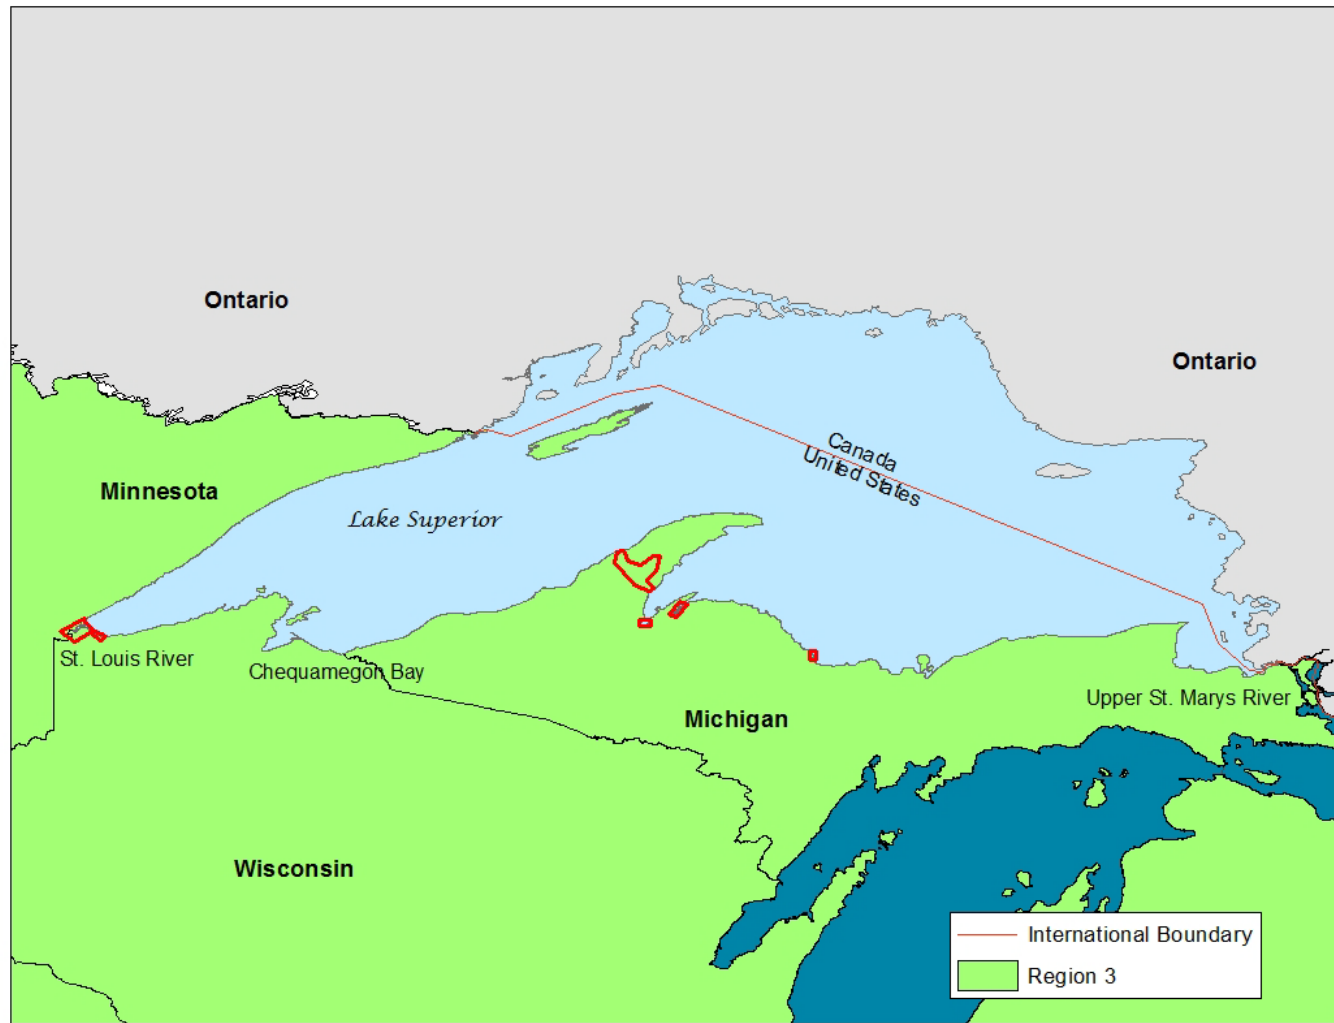 Ontario
Ontario
Canada
United States
Minnesota
Lake Superior
St. Louis River
Chequamegon Bay
Upper St. Marys River
Michigan
Wisconsin
International Boundary
Region 3